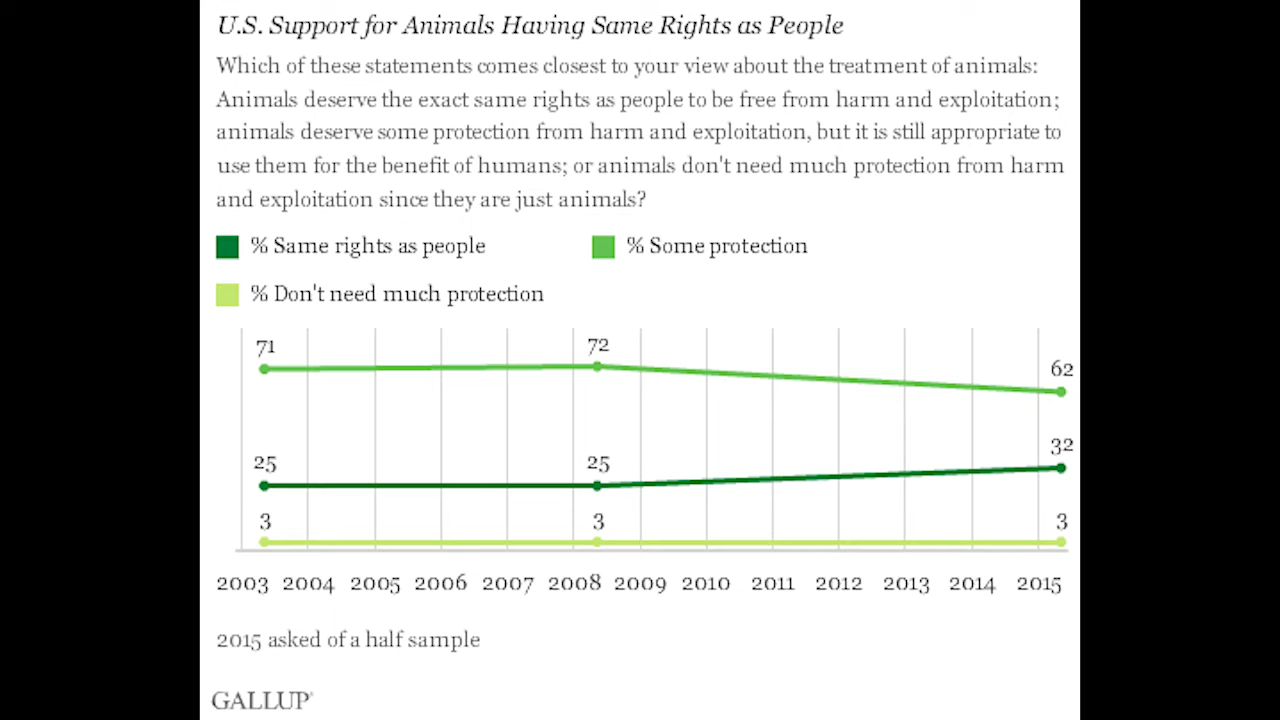 U.S. Support for Animals Having Same Rights as People
Which of these statements comes closest to your view about the treatment of animals:
Animals deserve the exact same rights as people to be free from harm and exploitation;
animals deserve some protection from harm and exploitation, but it is still appropriate to
use them for the benefit of humans; or animals don't need much protection from harm
and exploitation since they are just animals?
% Same rights as people % Some protection
% Don't need much protection
71 72 62
25 25 32
3 3 3
2003 2004 2005 2006 2007 2008 2009 2010 2011 2012 2013 2014 2015
2015 asked of a half sample
GALLUP®